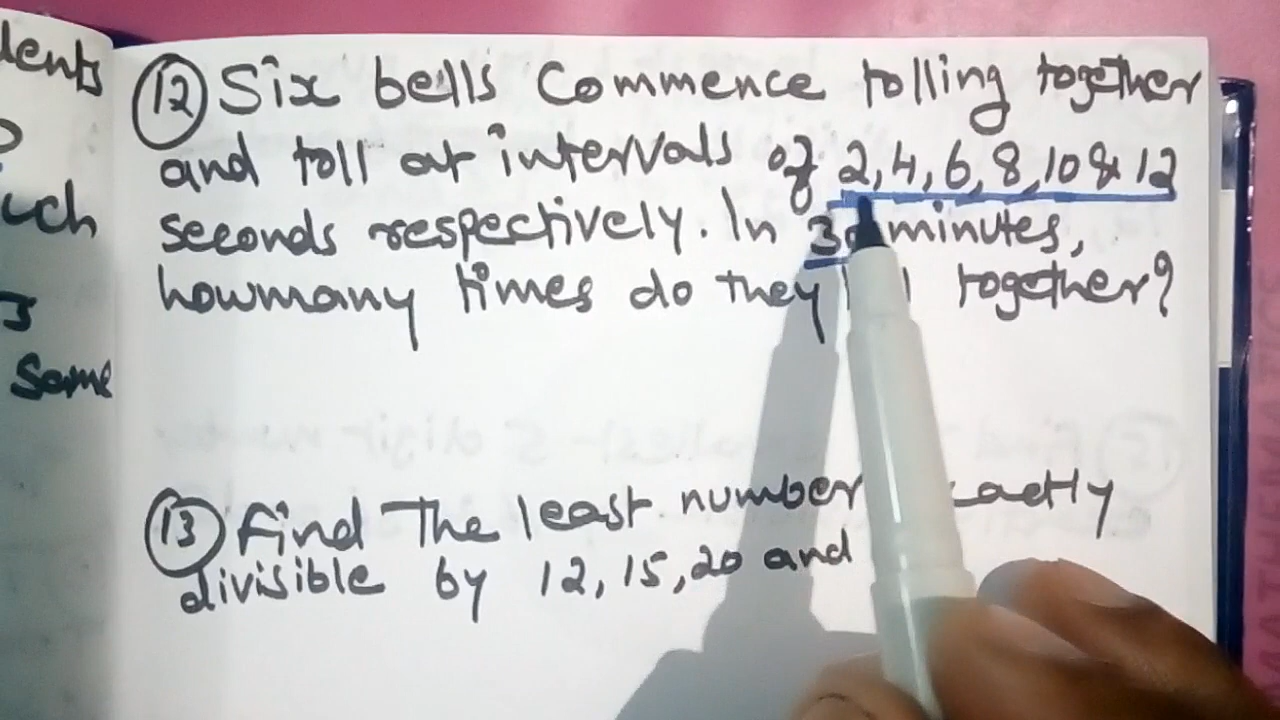 dents
uch
3
Same
(12) Six bells Commence tolling together
and toll at intervals of 2, 4, 6, 8, 10 & 12
seconds respectively. In minutes,
howmany times do they together?
(13) Find The least number
divisible by 12, 15, 20 and